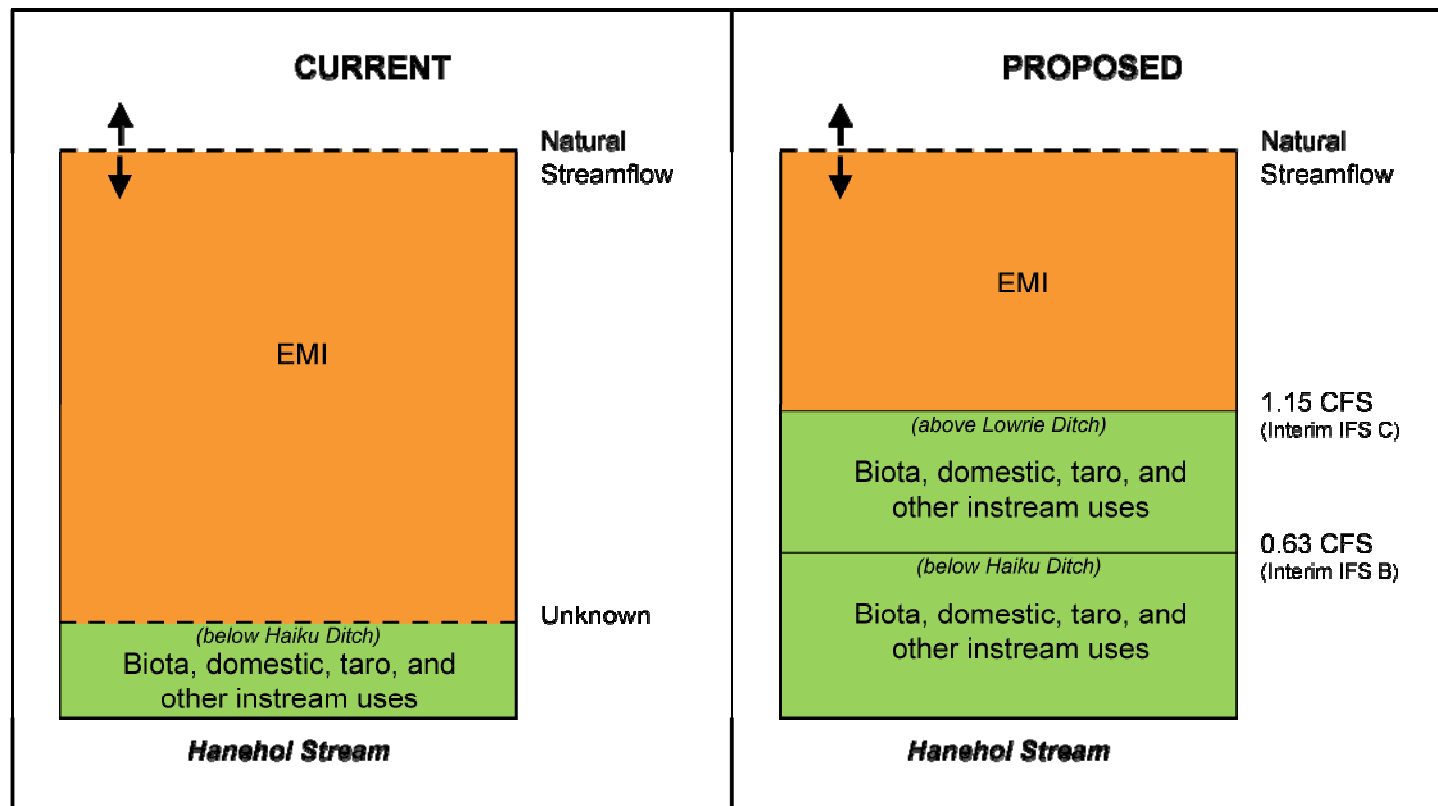 CURRENT
Natural
Streamflow
EMI
Unknown
(below Haiku Ditch)
Biota, domestic, taro, and
other instream uses
Hanehol Stream
PROPOSED
Natural
Streamflow
EMI
1.15 CFS
(Interim IFS C)
(above Lowrie Ditch)
Biota, domestic, taro, and
other instream uses
0.63 CFS
(Interim IFS B)
(below Haiku Ditch)
Biota, domestic, taro, and
other instream uses
Hanehol Stream